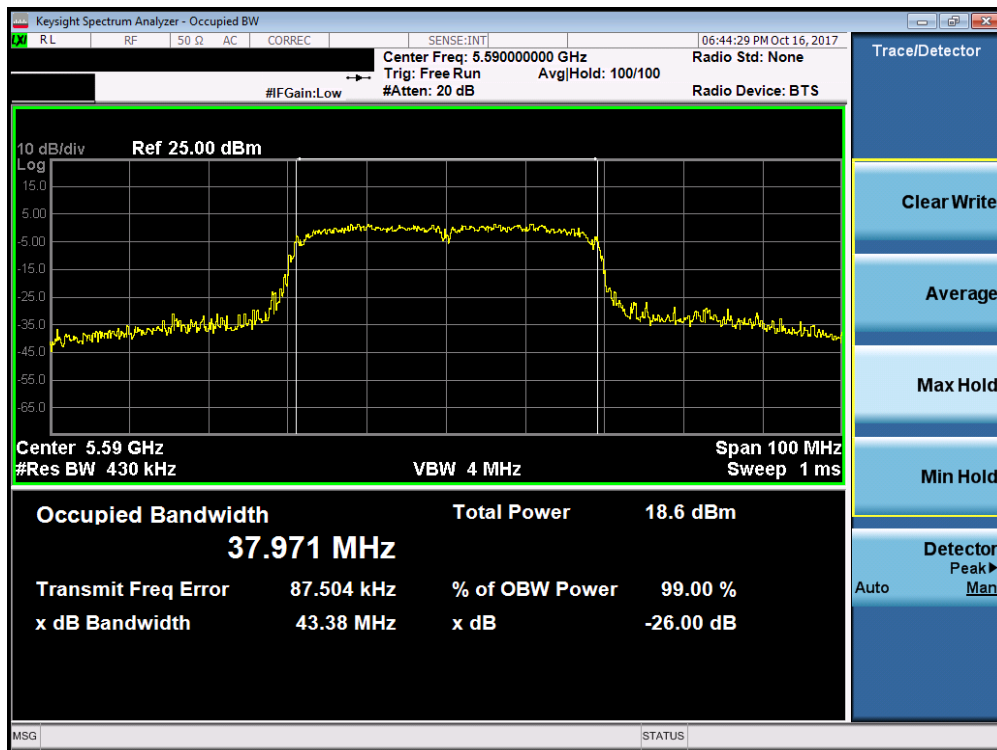 Keysight Spectrum Analyzer - Occupied BW
LXI RL RF 50 Ω AC CORREC SENSE:INT 06:44:29 PM Oct 16, 2017
Center Freq: 5.590000000 GHz Radio Std: None
Trig: Free Run Avg|Hold: 100/100
#IFGain:Low #Atten: 20 dB Radio Device: BTS
Trace/Detector
10 dB/div Ref 25.00 dBm
Log
15.0
5.00
-5.00
-15.0
-25.0
-35.0
-45.0
-55.0
-65.0
Center 5.59 GHz Span 100 MHz
#Res BW 430 kHz VBW 4 MHz Sweep 1 ms
Occupied Bandwidth Total Power 18.6 dBm
37.971 MHz
Transmit Freq Error 87.504 kHz % of OBW Power 99.00 %
x dB Bandwidth 43.38 MHz x dB -26.00 dB
Clear Write
Average
Max Hold
Min Hold
Detector
Peak▶
Auto Man
MSG STATUS